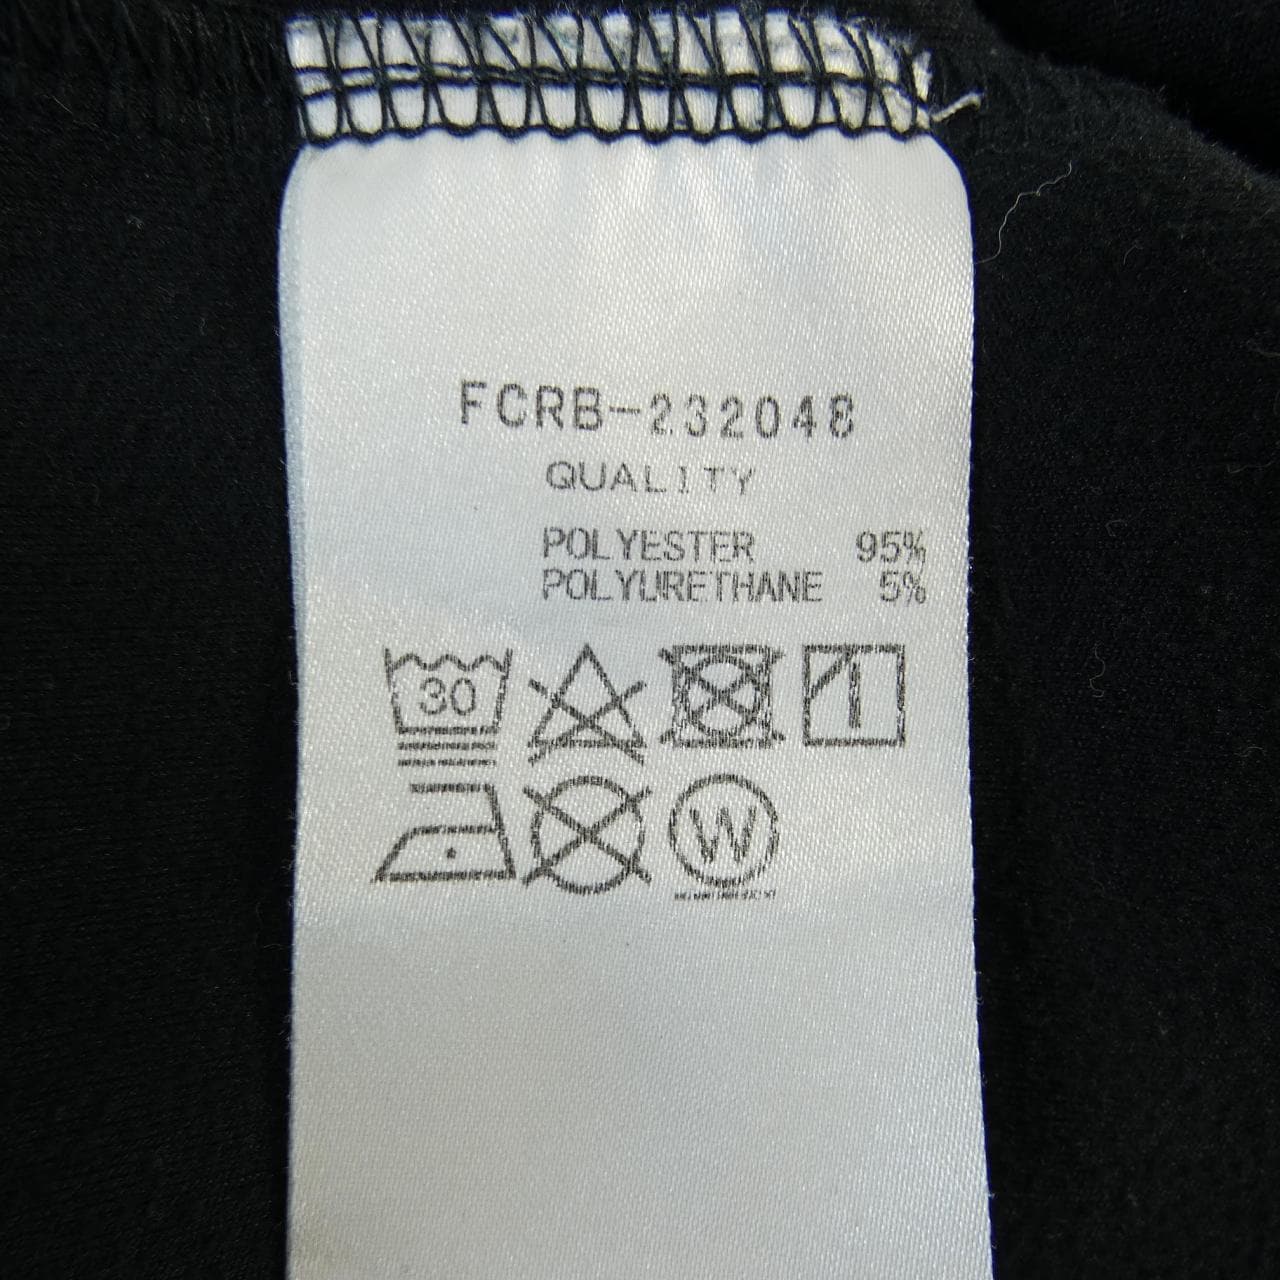 FCRB-232048
QUALITY
POLYESTER 95%
POLYURETHANE 5%
30
W